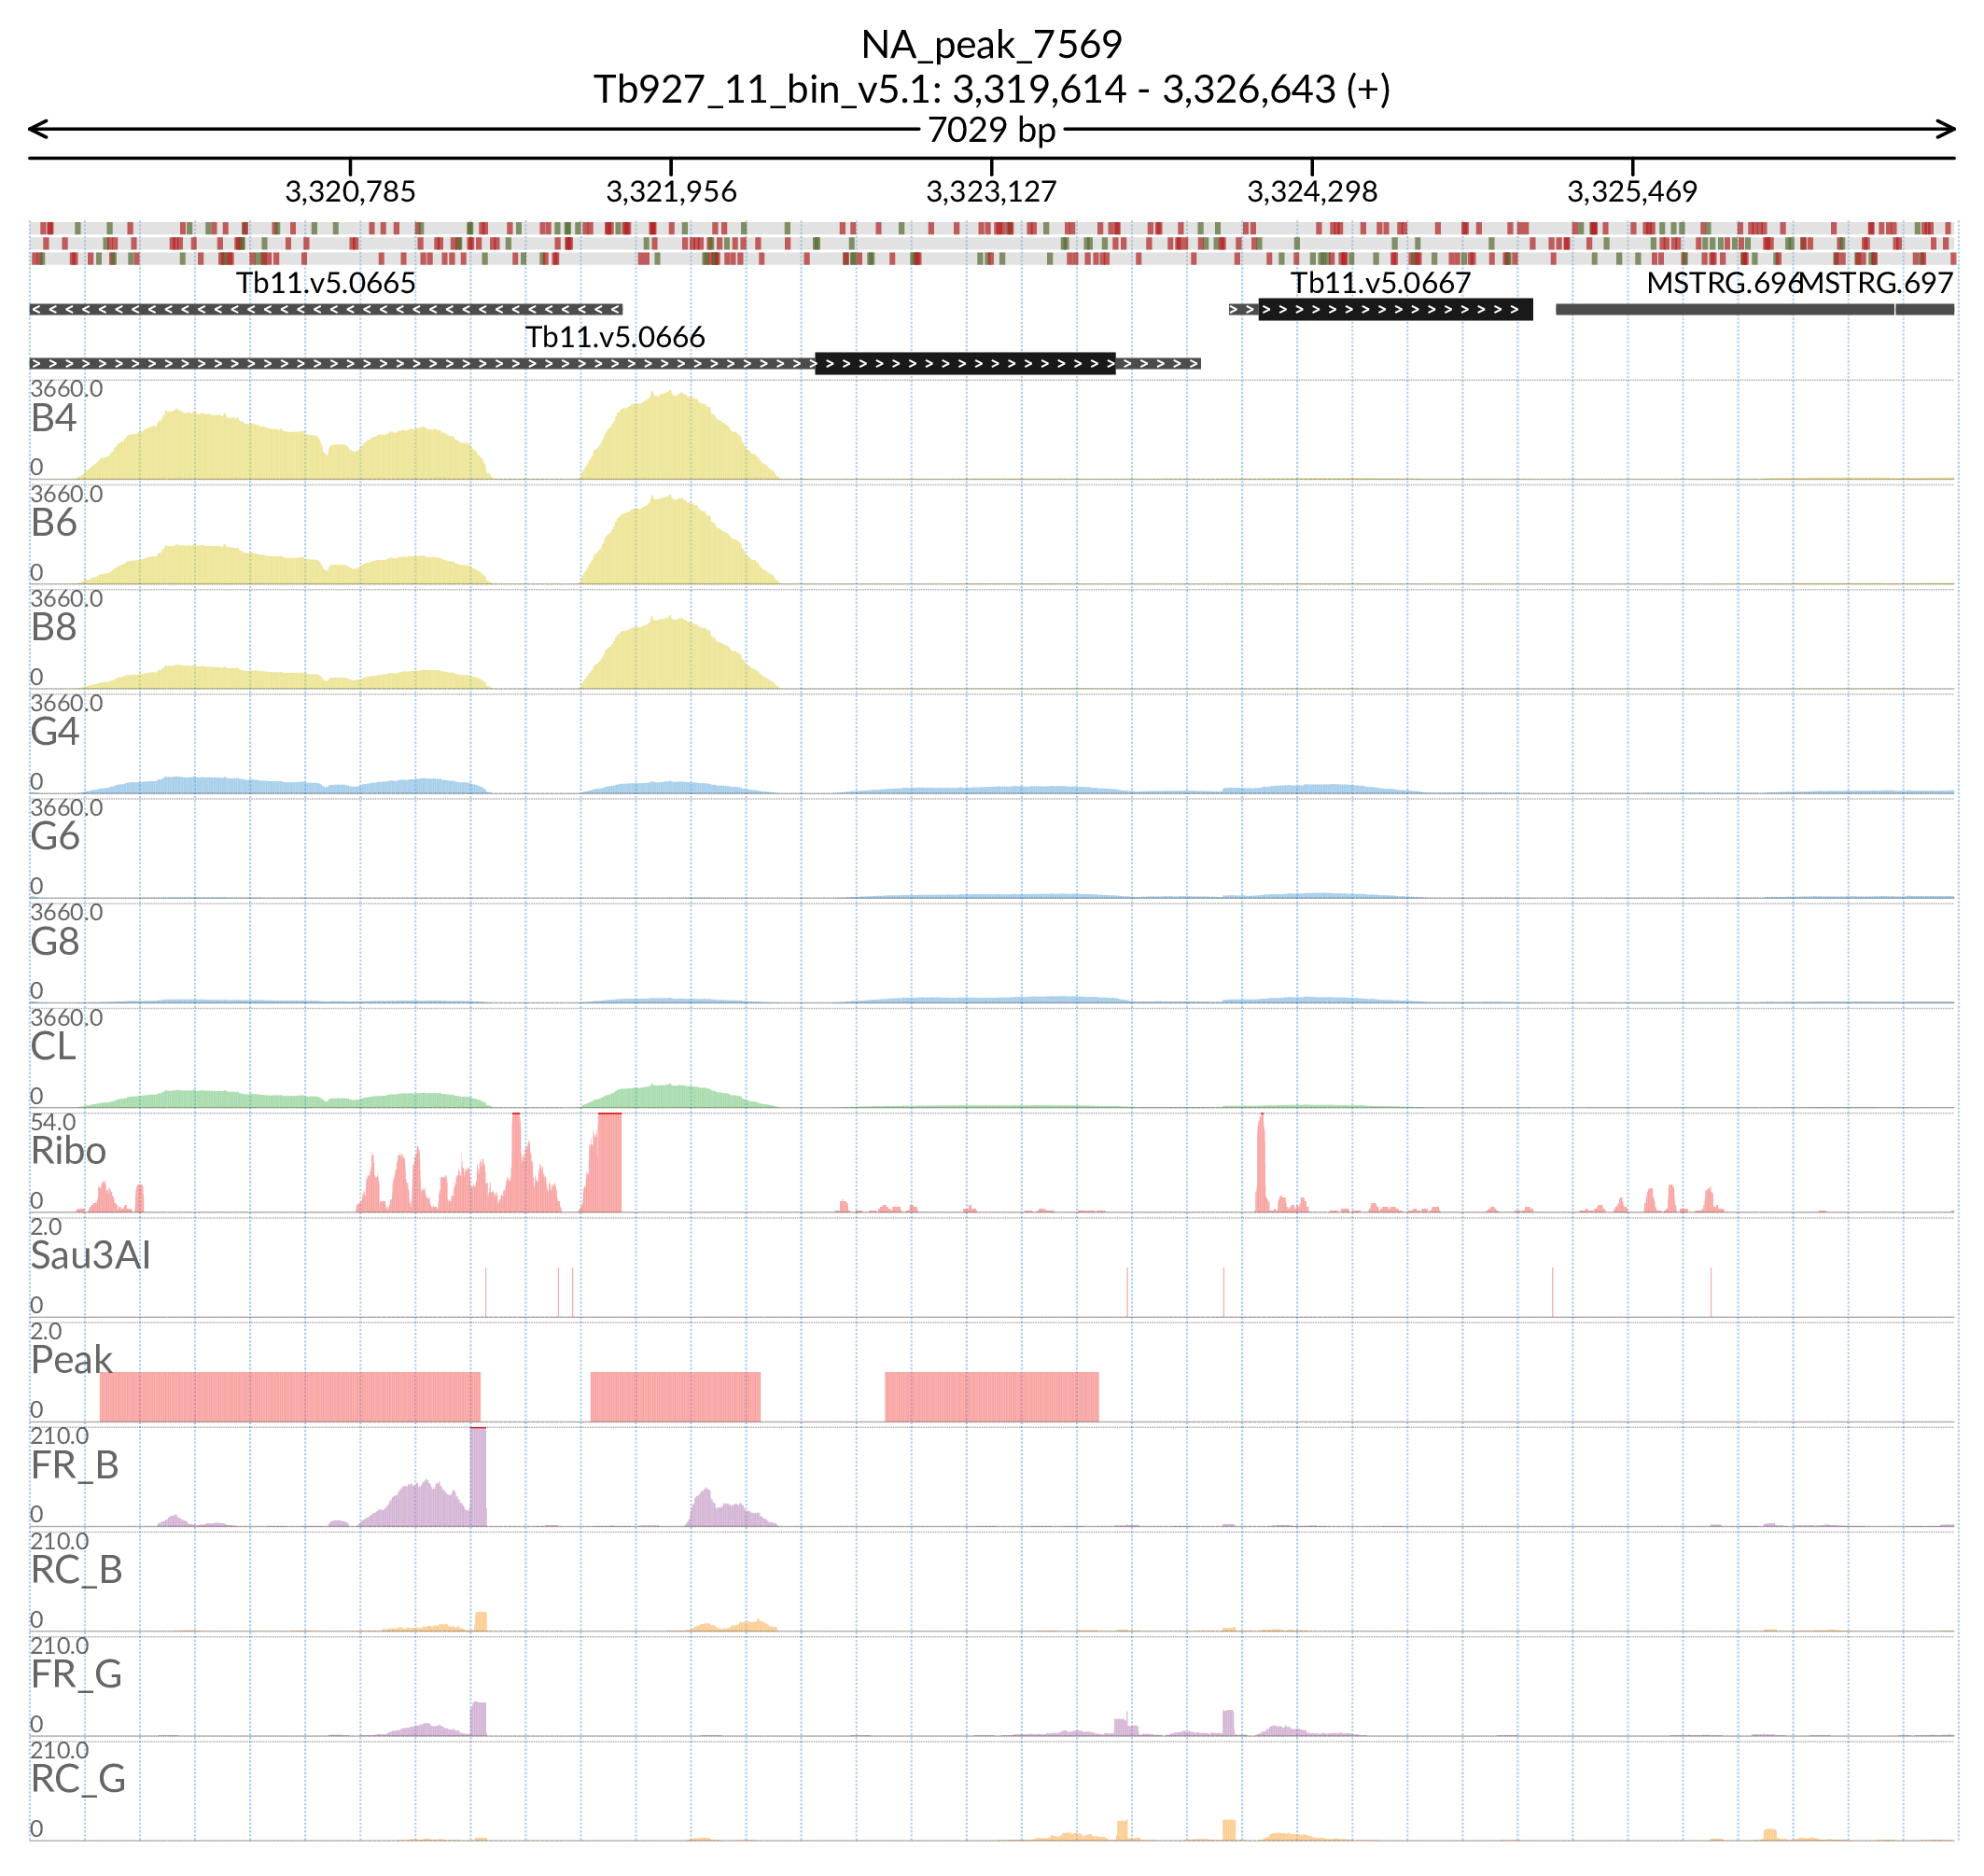 NA_peak_7569
Tb927_11_bin_v5.1: 3,319,614 - 3,326,643 (+)
7029 bp
3,320,785 3,321,956 3,323,127 3,324,298 3,325,469
Tb11.v5.0665 Tb11.v5.0667 MSTRG.696 MSTRG.697
Tb11.v5.0666
3660.0
B4
0
3660.0
B6
0
3660.0
B8
0
3660.0
G4
0
3660.0
G6
0
3660.0
G8
0
3660.0
CL
0
54.0
Ribo
0
2.0
Sau3AI
0
2.0
Peak
0
210.0
FR_B
0
210.0
RC_B
0
210.0
FR_G
0
210.0
RC_G
0